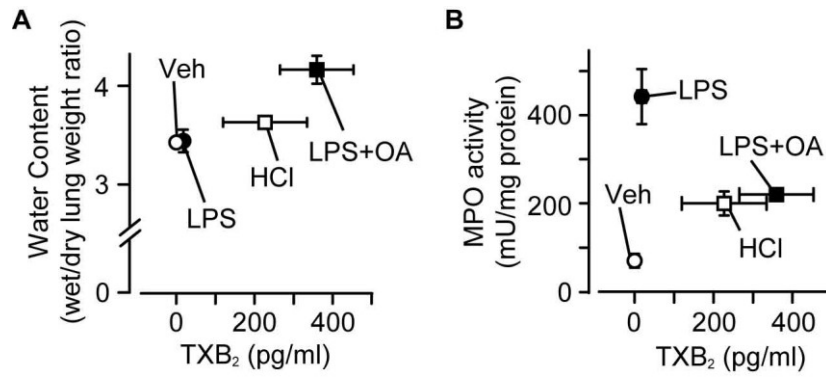 A
Water Content
(wet/dry lung weight ratio)
4
3
0
Veh
LPS
HCl
LPS+OA
0 200 400
TXB₂ (pg/ml)
B
MPO activity
(mU/mg protein)
400
200
0
LPS
LPS+OA
Veh
HCl
0 200 400
TXB₂ (pg/ml)